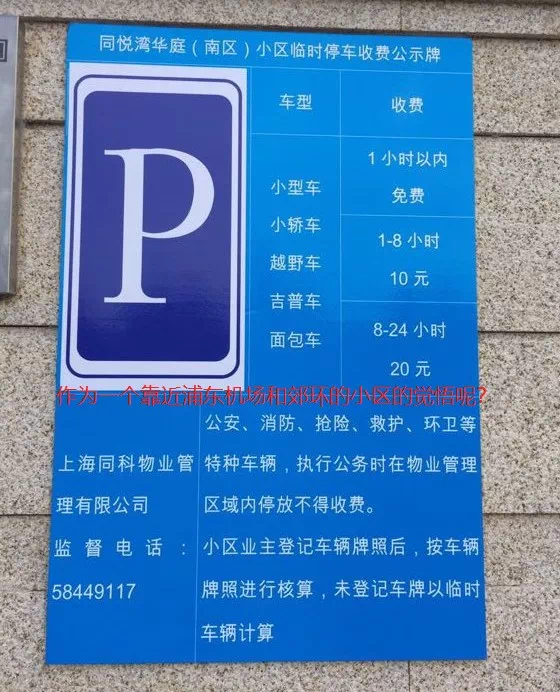 同悦湾华庭（南区）小区临时停车收费公示牌
P
车型
收费
小型车
小轿车
越野车
吉普车
面包车
1 小时以内
免费
1-8 小时
10 元
8-24 小时
20 元
作为一个靠近浦东机场和郊环的小区的觉悟呢?
上海同科物业管
理有限公司
监督电话：
58449117
公安、消防、抢险、救护、环卫等
特种车辆，执行公务时在物业管理
区域内停放不得收费。
小区业主登记车辆牌照后，按车辆
牌照进行核算，未登记车牌以临时
车辆计算